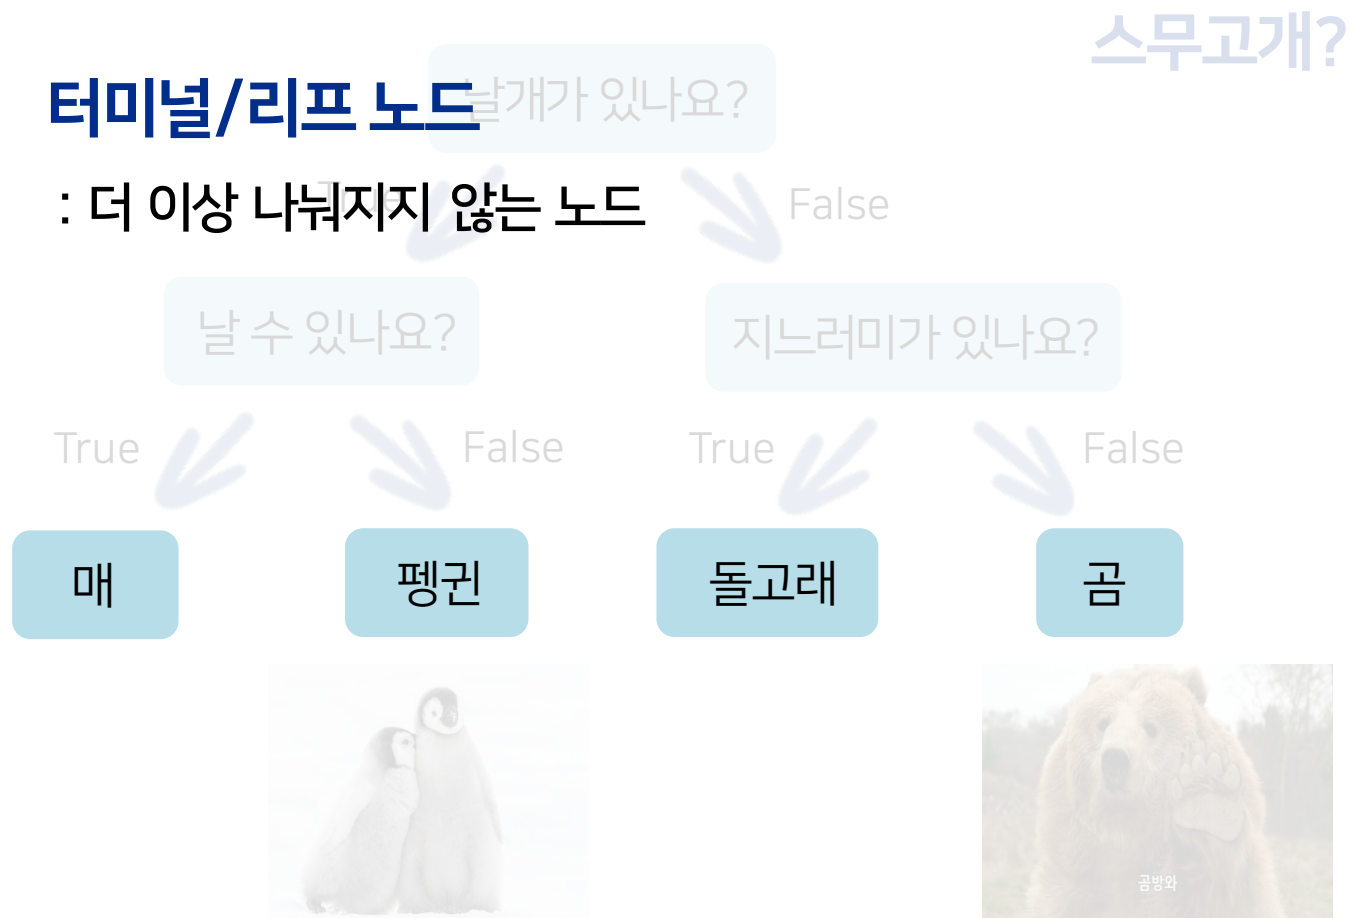 스무고개?
날개가 있나요?
터미널/리프 노드
: 더 이상 나눠지지 않는 노드
True
False
날 수 있나요?
지느러미가 있나요?
True
False
True
False
매
펭귄
돌고래
곰
곰방와